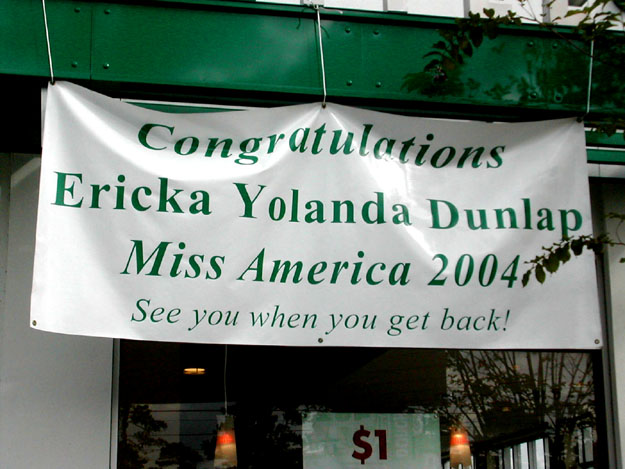 Congratulations
Ericka Yolanda Dunlap
Miss America 2004
See you when you get back!
$1